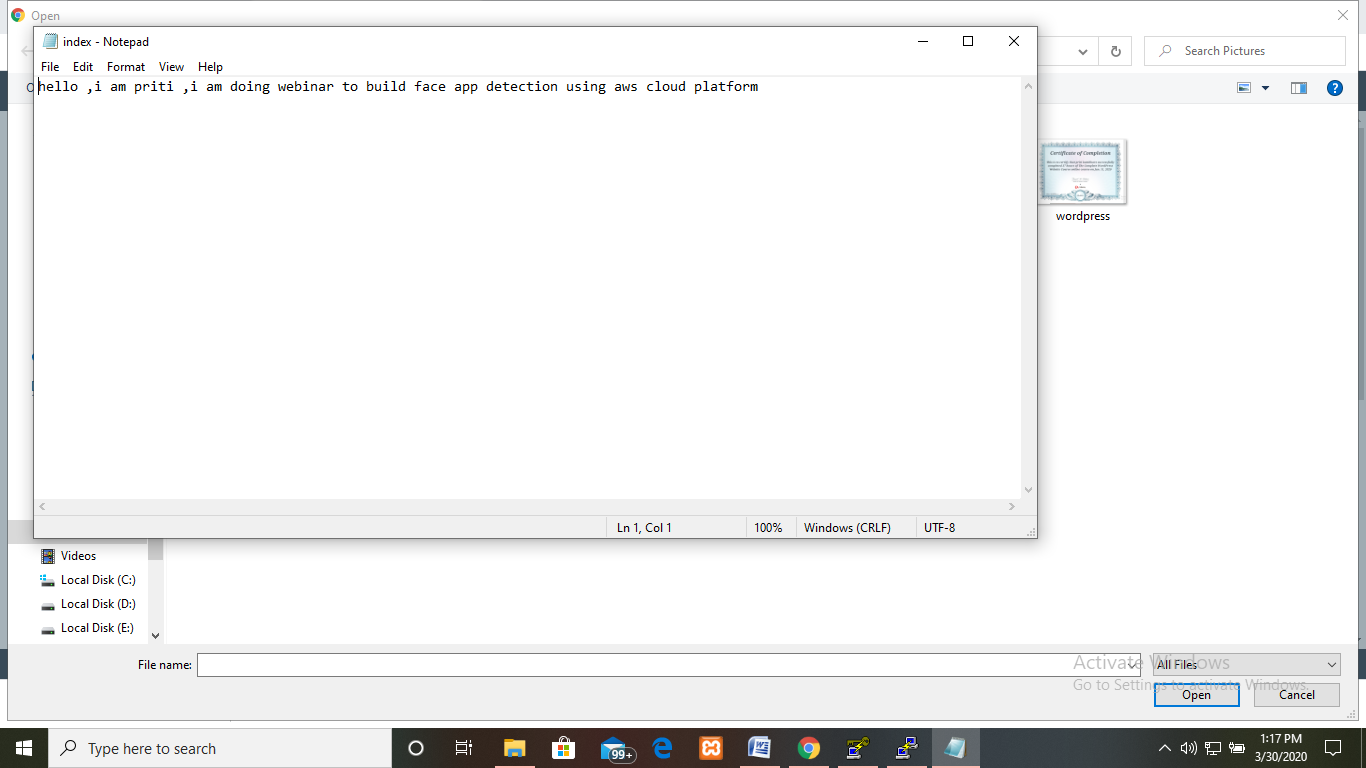 Open
index - Notepad
File Edit Format View Help
Search Pictures
hello ,i am priti ,i am doing webinar to build face app detection using aws cloud platform
Certificate of Completion
wordpress
Ln 1, Col 1 100% Windows (CRLF) UTF-8
Videos
Local Disk (C:)
Local Disk (D:)
Local Disk (E:)
File name:
All Files
Activate Windows
Go to Settings to activate Windows.
Open Cancel
Type here to search
99+
1:17 PM
3/30/2020